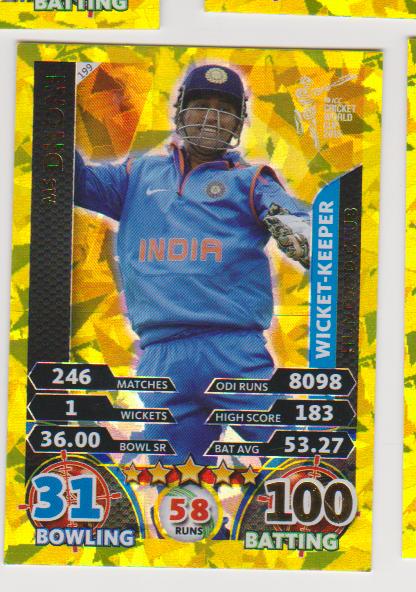 BATTING
199
MS DHONI
ICC
CRICKET
WORLD
CUP 2015
INDIA
WICKET-KEEPER
246 MATCHES
ODI RUNS 8098
1 WICKETS
HIGH SCORE 183
36.00 BOWL SR
BAT AVG 53.27
31
BOWLING
58
RUNS
100
BATTING